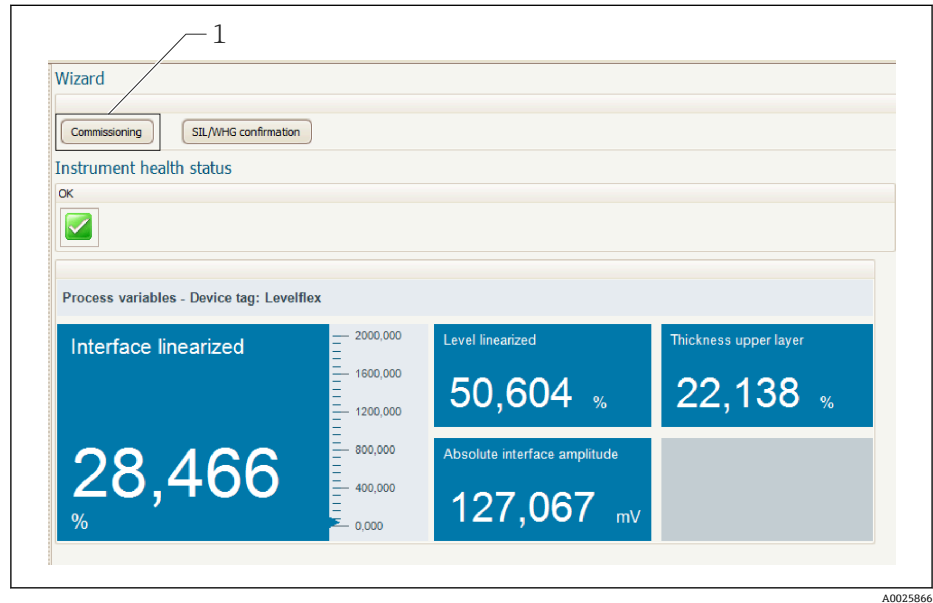 1
Wizard
Commissioning SIL/WHG confirmation
Instrument health status
OK
Process variables - Device tag: Levelflex
Interface linearized
28,466
%
2000,000
1600,000
1200,000
800,000
400,000
0,000
Level linearized
50,604 %
Thickness upper layer
22,138 %
Absolute interface amplitude
127,067 mV
A0025866